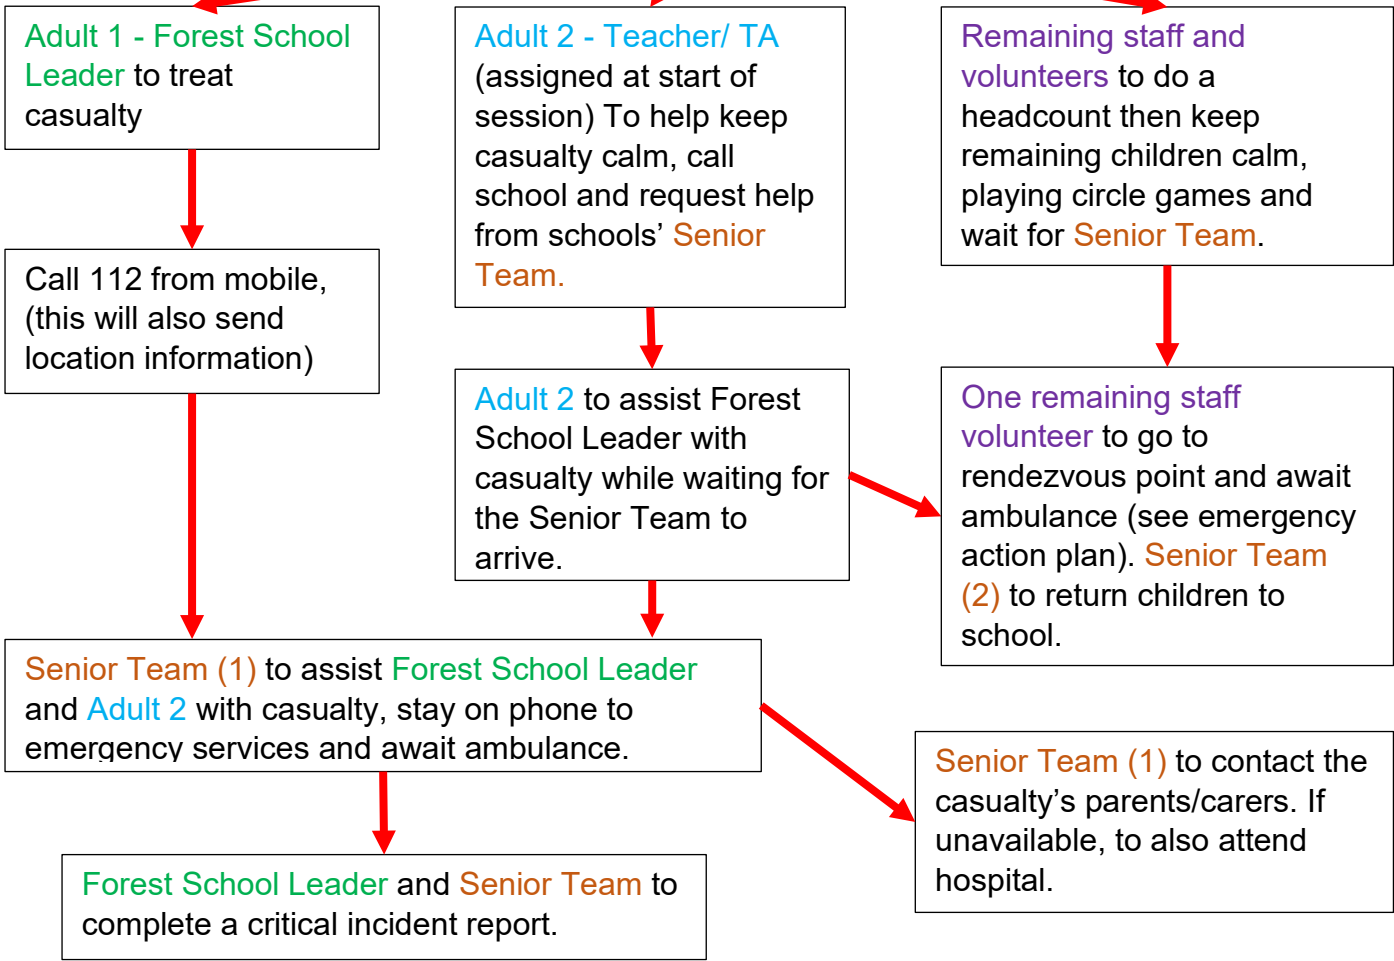 Adult 1 - Forest School
Leader to treat
casualty
Adult 2 - Teacher/ TA
(assigned at start of
session) To help keep
casualty calm, call
school and request help
from schools’ Senior
Team.
Remaining staff and
volunteers to do a
headcount then keep
remaining children calm,
playing circle games and
wait for Senior Team.
Call 112 from mobile,
(this will also send
location information)
Adult 2 to assist Forest
School Leader with
casualty while waiting for
the Senior Team to
arrive.
One remaining staff
volunteer to go to
rendezvous point and await
ambulance (see emergency
action plan). Senior Team
(2) to return children to
school.
Senior Team (1) to assist Forest School Leader
and Adult 2 with casualty, stay on phone to
emergency services and await ambulance.
Senior Team (1) to contact the
casualty’s parents/carers. If
unavailable, to also attend
hospital.
Forest School Leader and Senior Team to
complete a critical incident report.